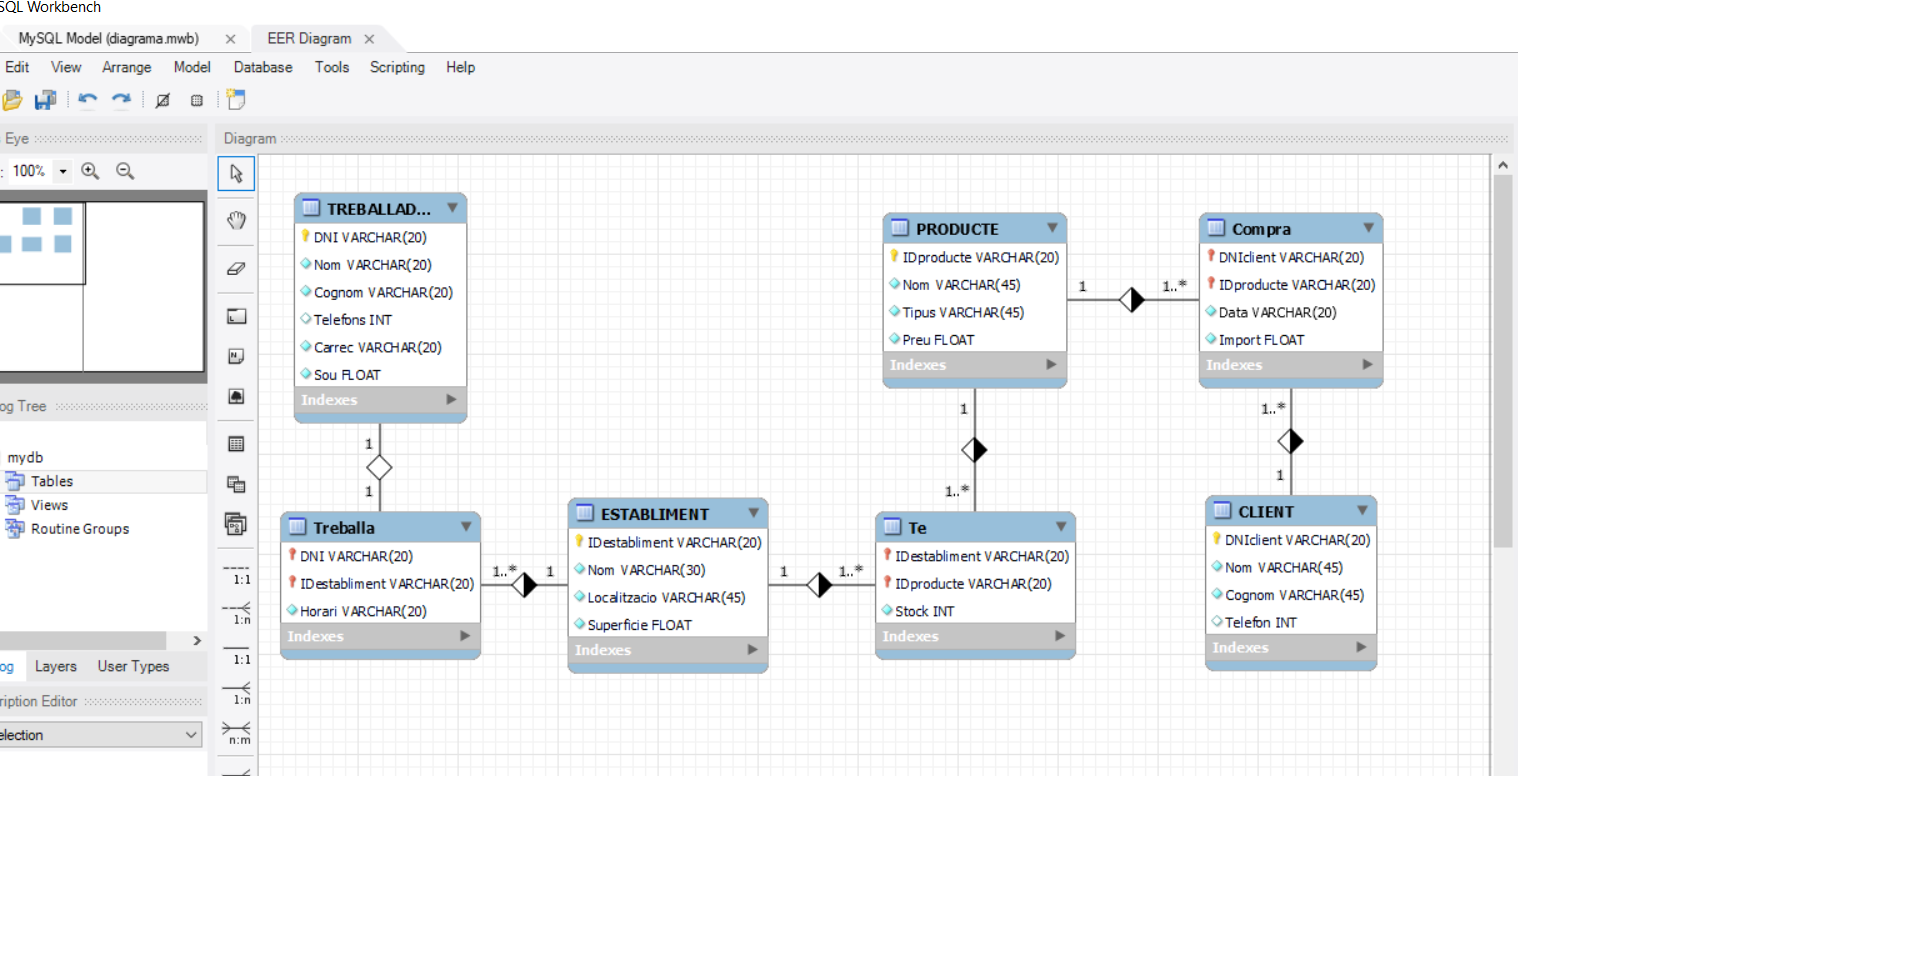 SQL Workbench
MySQL Model (diagrama.mwb) EER Diagram
Edit View Arrange Model Database Tools Scripting Help
Eye
Diagram
: 100%
TREBALLAD...
DNI VARCHAR(20)
Nom VARCHAR(20)
Cognom VARCHAR(20)
Telefons INT
Carrec VARCHAR(20)
Sou FLOAT
Indexes
1
1
PRODUCTE
IDproducte VARCHAR(20)
Nom VARCHAR(45)
Tipus VARCHAR(45)
Preu FLOAT
Indexes
1 1..*
Compra
DNIclient VARCHAR(20)
IDproducte VARCHAR(20)
Data VARCHAR(20)
Import FLOAT
Indexes
1
1..*
1..*
1
Treballa
DNI VARCHAR(20)
IDestabliment VARCHAR(20)
Horari VARCHAR(20)
Indexes
1..* 1
ESTABLIMENT
IDestabliment VARCHAR(20)
Nom VARCHAR(30)
Localitzacio VARCHAR(45)
Superficie FLOAT
Indexes
1 1..*
Te
IDestabliment VARCHAR(20)
IDproducte VARCHAR(20)
Stock INT
Indexes
CLIENT
DNIclient VARCHAR(20)
Nom VARCHAR(45)
Cognom VARCHAR(45)
Telefon INT
Indexes
og Tree
mydb
Tables
Views
Routine Groups
og Layers User Types
ription Editor
election
1:1
1:n
1:1
1:n
n:m